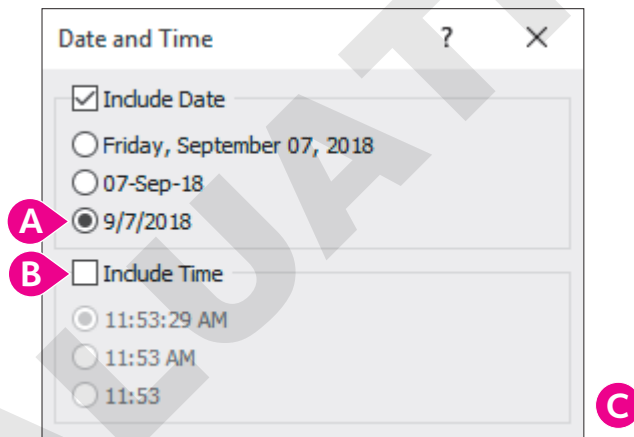 Date and Time ?
Include Date
Friday, September 07, 2018
07-Sep-18
A 9/7/2018
B Include Time
11:53:29 AM
11:53 AM
11:53
C